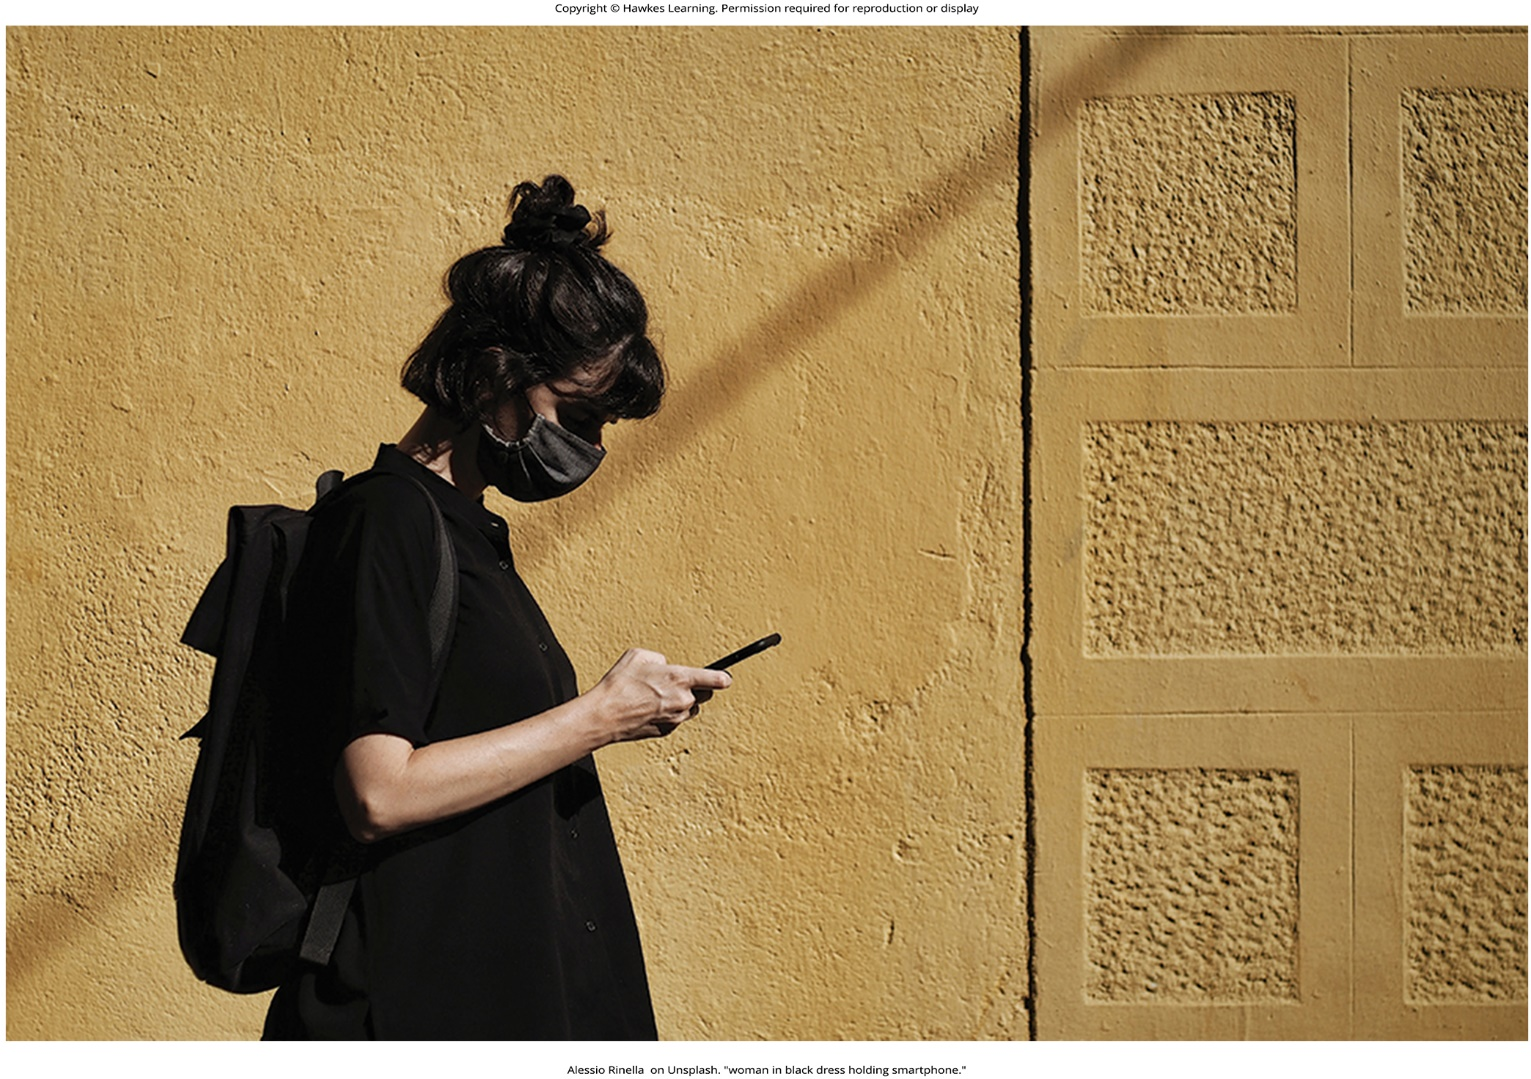 Copyright © Hawkes Learning. Permission required for reproduction or display
Alessio Rinella  on Unsplash. "woman in black dress holding smartphone."